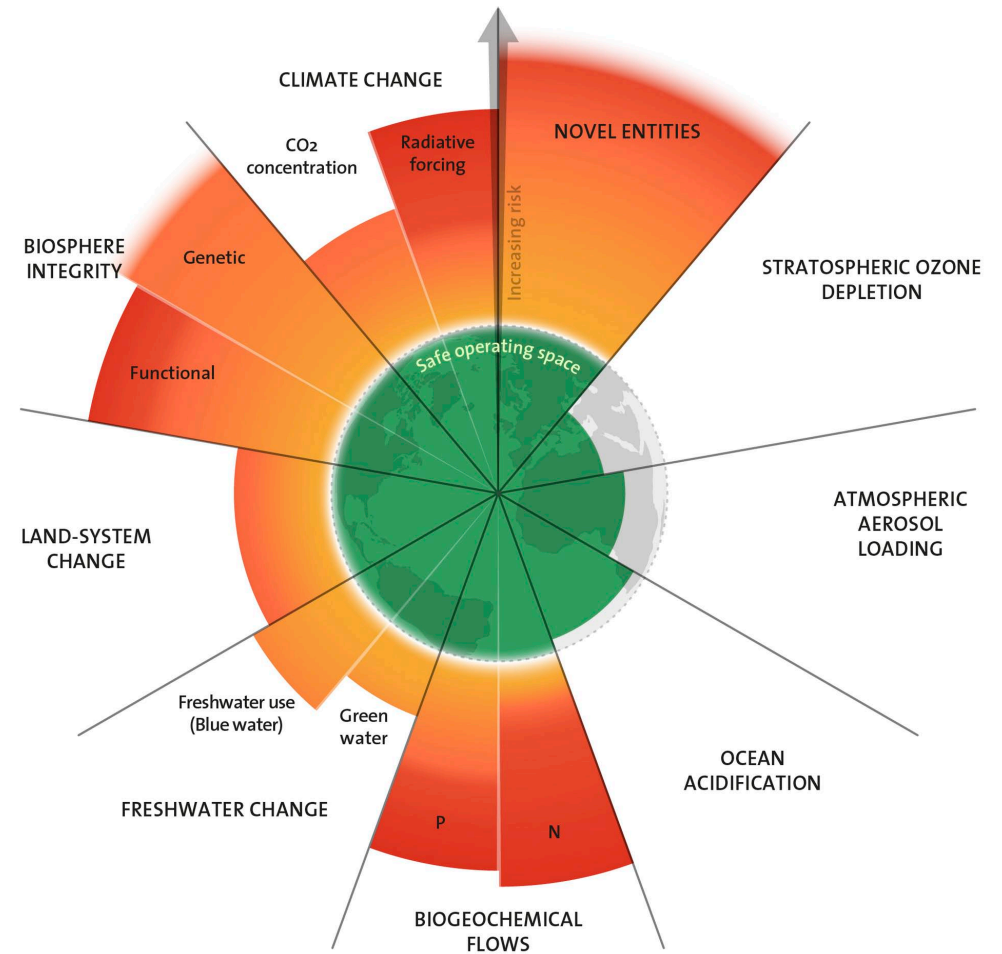 CLIMATE CHANGE
CO2
concentration
Radiative
forcing
NOVEL ENTITIES
Increasing risk
STRATOSPHERIC OZONE
DEPLETION
BIOSPHERE
INTEGRITY
Genetic
Functional
Safe operating space
ATMOSPHERIC
AEROSOL
LOADING
LAND-SYSTEM
CHANGE
Freshwater use
(Blue water)
Green
water
FRESHWATER CHANGE
OCEAN
ACIDIFICATION
P
N
BIOGEOCHEMICAL
FLOWS